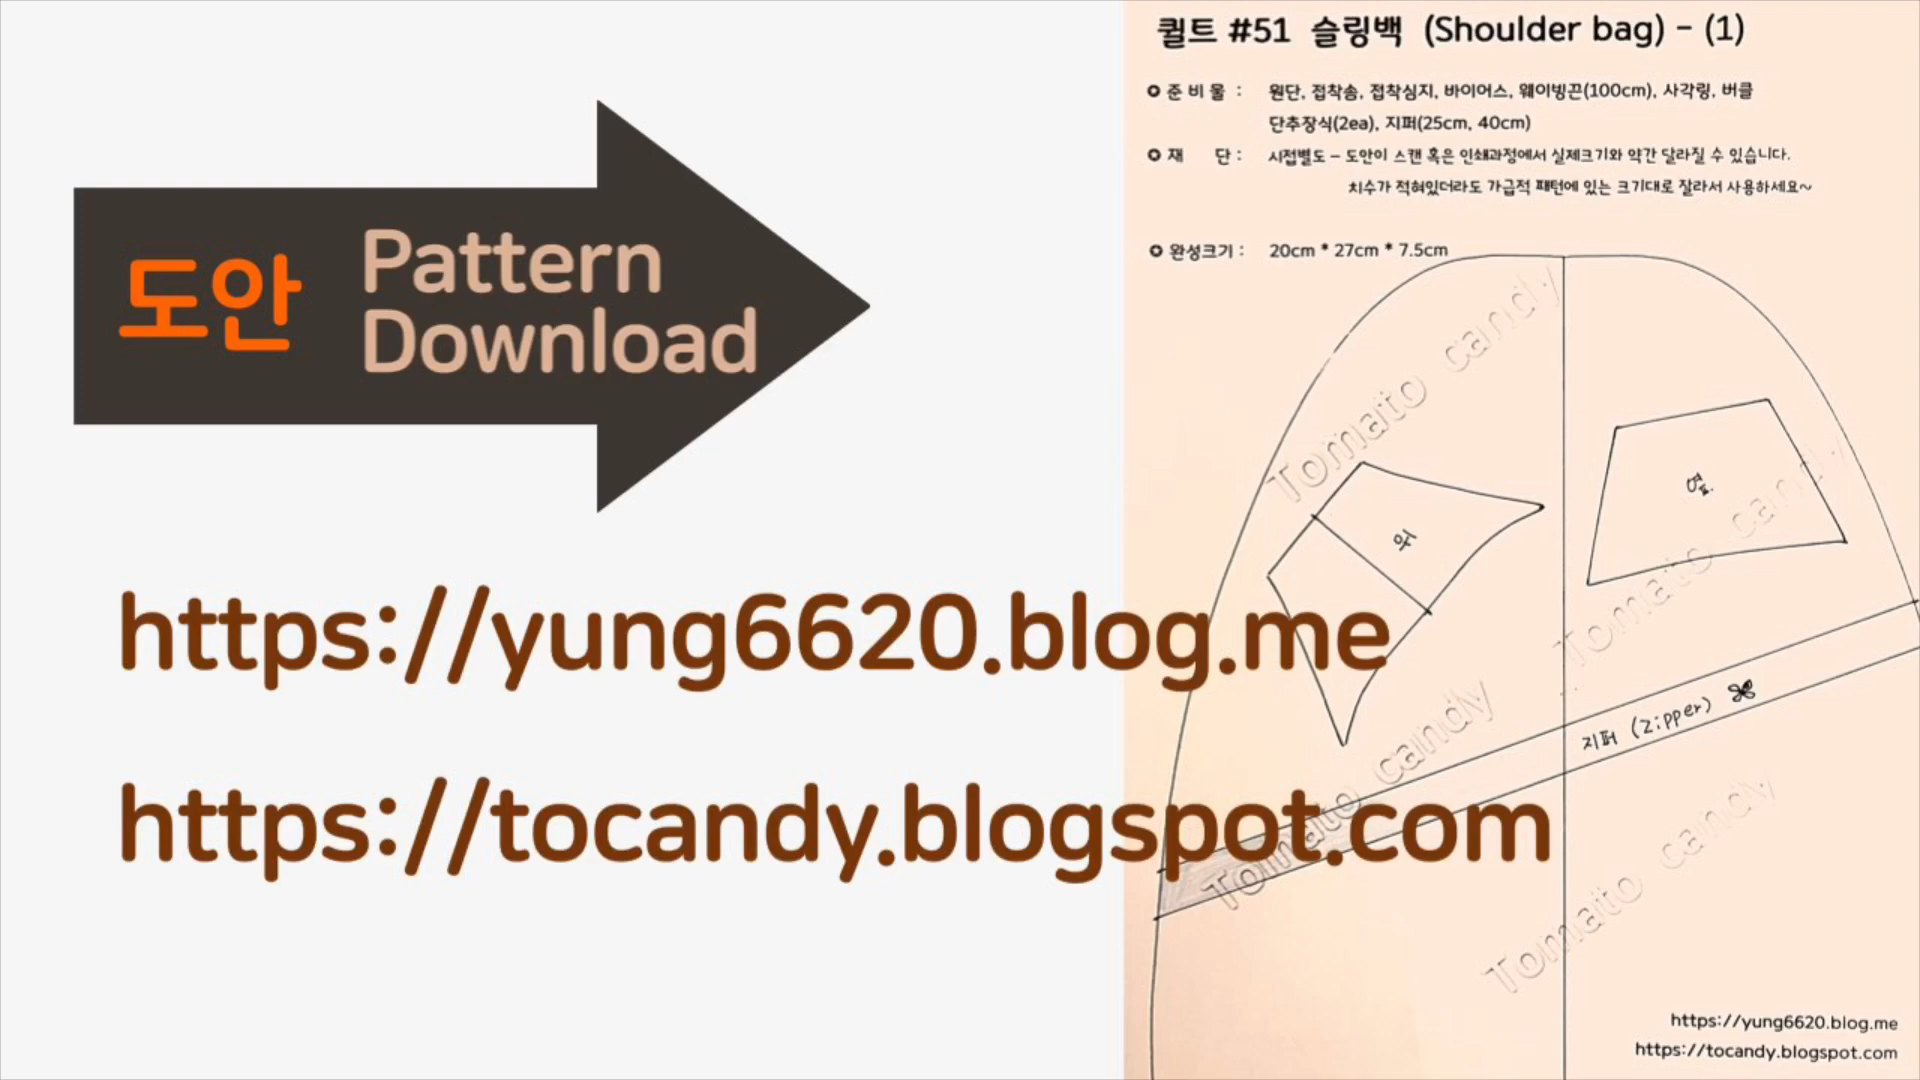 도안
Pattern
Download
https://yung6620.blog.me
https://tocandy.blogspot.com
퀼트 #51 슬링백 (Shoulder bag) - (1)
준비물 : 원단, 접착솜, 접착심지, 바이어스, 웨이빙끈(100cm), 사각링, 버클
단추장식(2ea), 지퍼(25cm, 40cm)
재 단 : 시접별도 - 도안이 스캔 혹은 인쇄과정에서 실제크기와 약간 달라질 수 있습니다.
치수가 적혀있더라도 가급적 패턴에 있는 크기대로 잘라서 사용하세요~
완성크기 : 20cm * 27cm * 7.5cm
Tomato candy
위
옆
Tomato candy
지퍼 (Zipper)
Tomato candy
Tomato candy
https://yung6620.blog.me
https://tocandy.blogspot.com